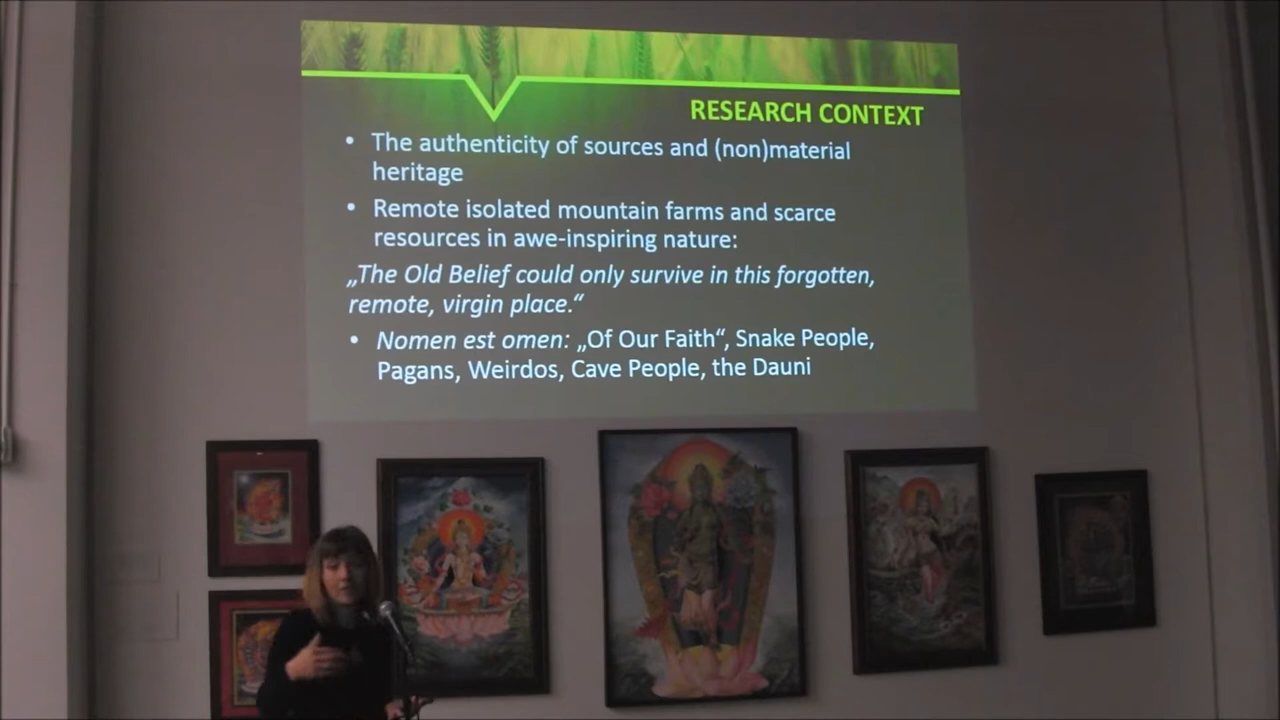 RESEARCH CONTEXT
• The authenticity of sources and (non)material
heritage
• Remote isolated mountain farms and scarce
resources in awe-inspiring nature:
„The Old Belief could only survive in this forgotten,
remote, virgin place.“
• Nomen est omen: „Of Our Faith“, Snake People,
Pagans, Weirdos, Cave People, the Dauni